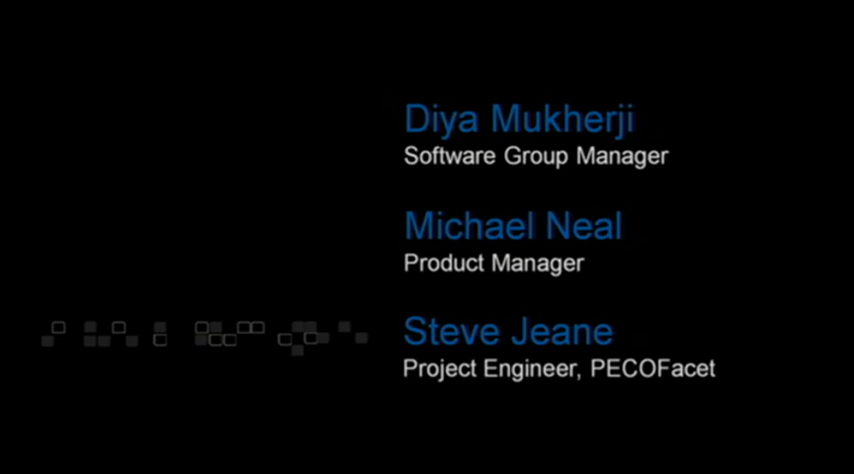 Diya Mukherji
Software Group Manager
Michael Neal
Product Manager
Steve Jeane
Project Engineer, PECOFacet